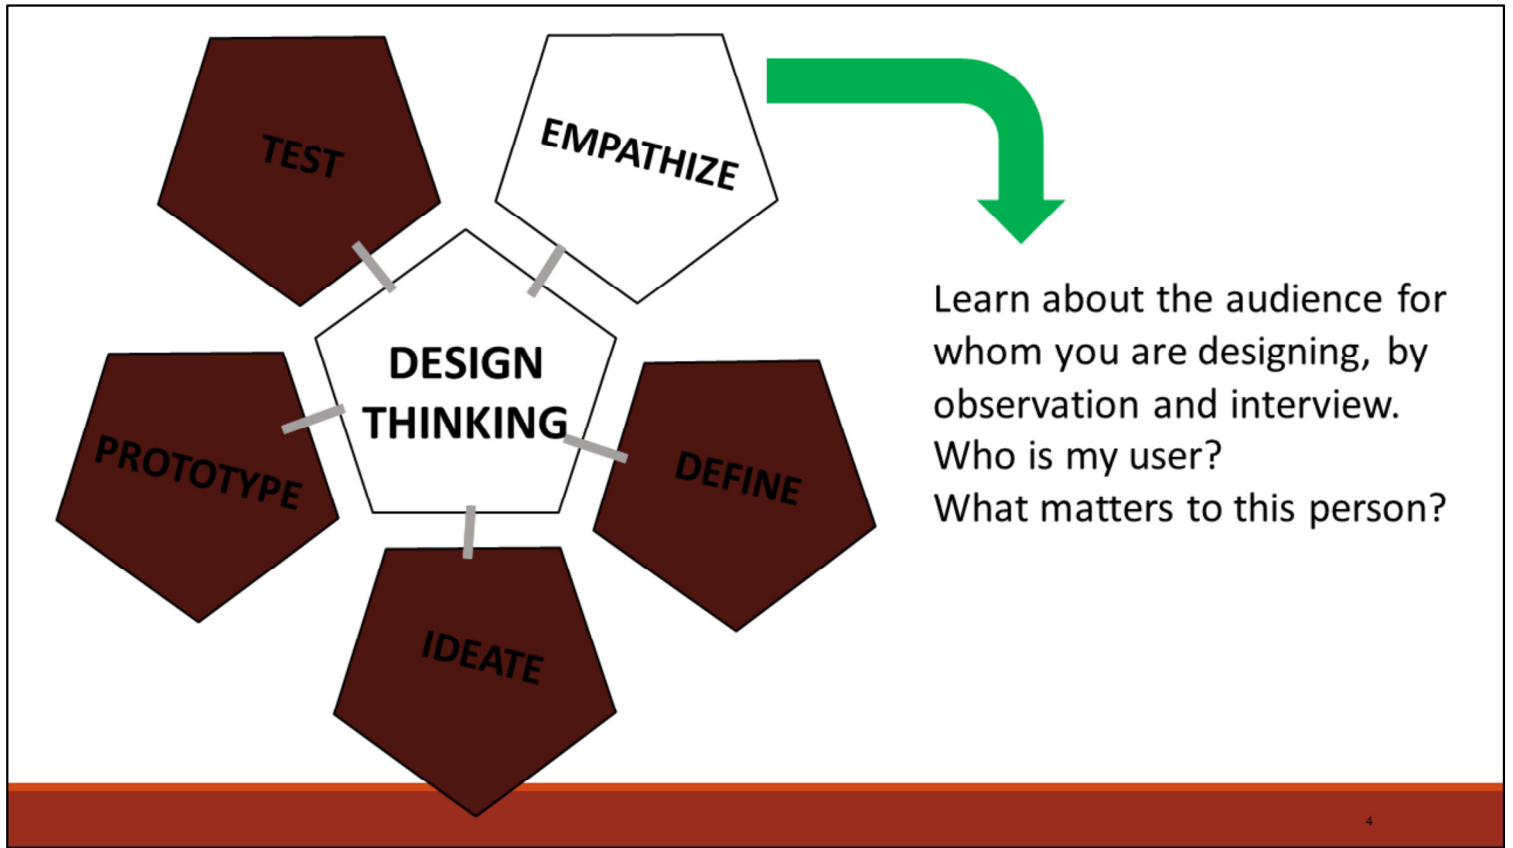 TEST
EMPATHIZE
DESIGN
THINKING
PROTOTYPE
DEFINE
IDEATE
Learn about the audience for
whom you are designing, by
observation and interview.
Who is my user?
What matters to this person?
4